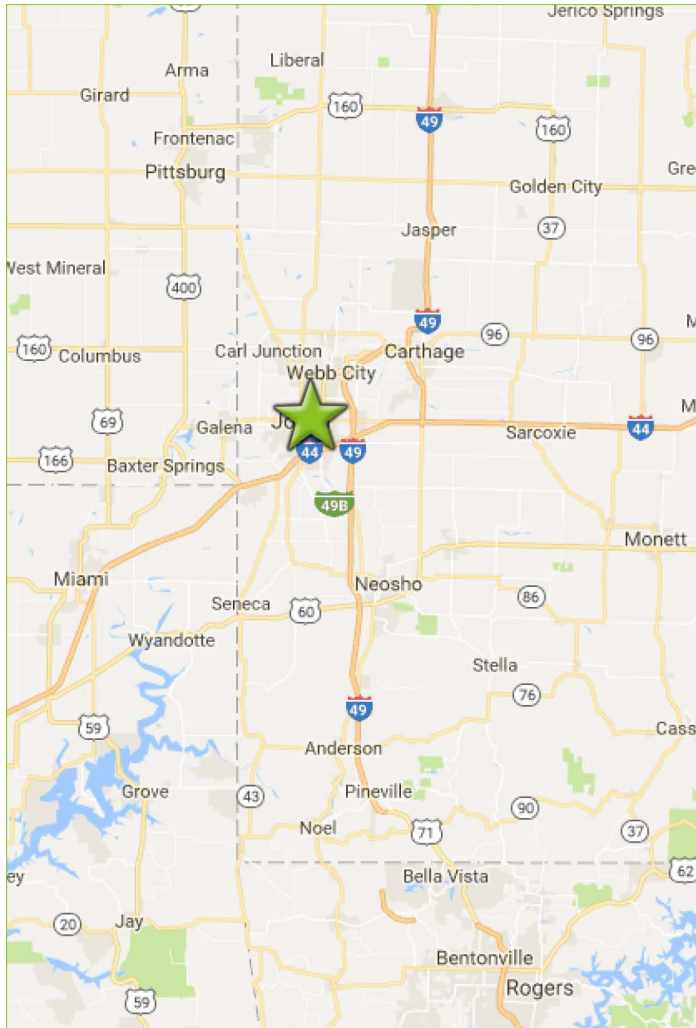 Jerico Springs
Liberal
Arma
Girard
160
49
Frontenac
160
Pittsburg
Golden City
Jasper
37
West Mineral
400
49
96
96
160
Columbus
Carl Junction
Carthage
Webb City
69
Galena
44
Sarcoxie
44
49
166
Baxter Springs
49B
Monett
Miami
Neosho
86
Seneca
60
Wyandotte
Stella
76
49
59
Anderson
Grove
43
Pineville
90
Noel
71
37
62
Bella Vista
20
Jay
Bentonville
Rogers
59